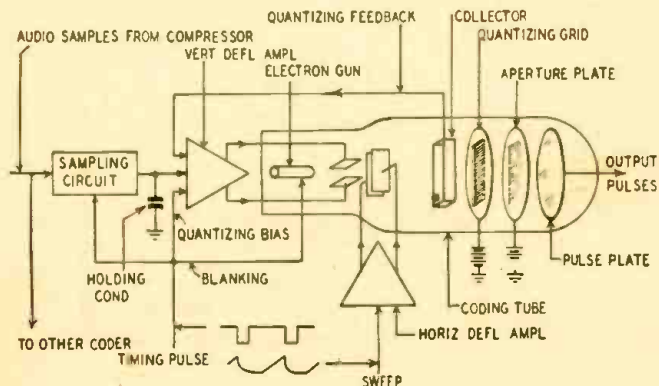 QUANTIZING FEEDBACK
COLLECTOR
QUANTIZING GRID
AUDIO SAMPLES FROM COMPRESSOR
VERT DEFL AMPL
ELECTRON GUN
APERTURE PLATE
SAMPLING
CIRCUIT
OUTPUT
PULSES
QUANTIZING BIAS
HOLDING
COND
BLANKING
PULSE PLATE
CODING TUBE
TO OTHER CODER
TIMING PULSE
HORIZ DEFL AMPL
SWEEP